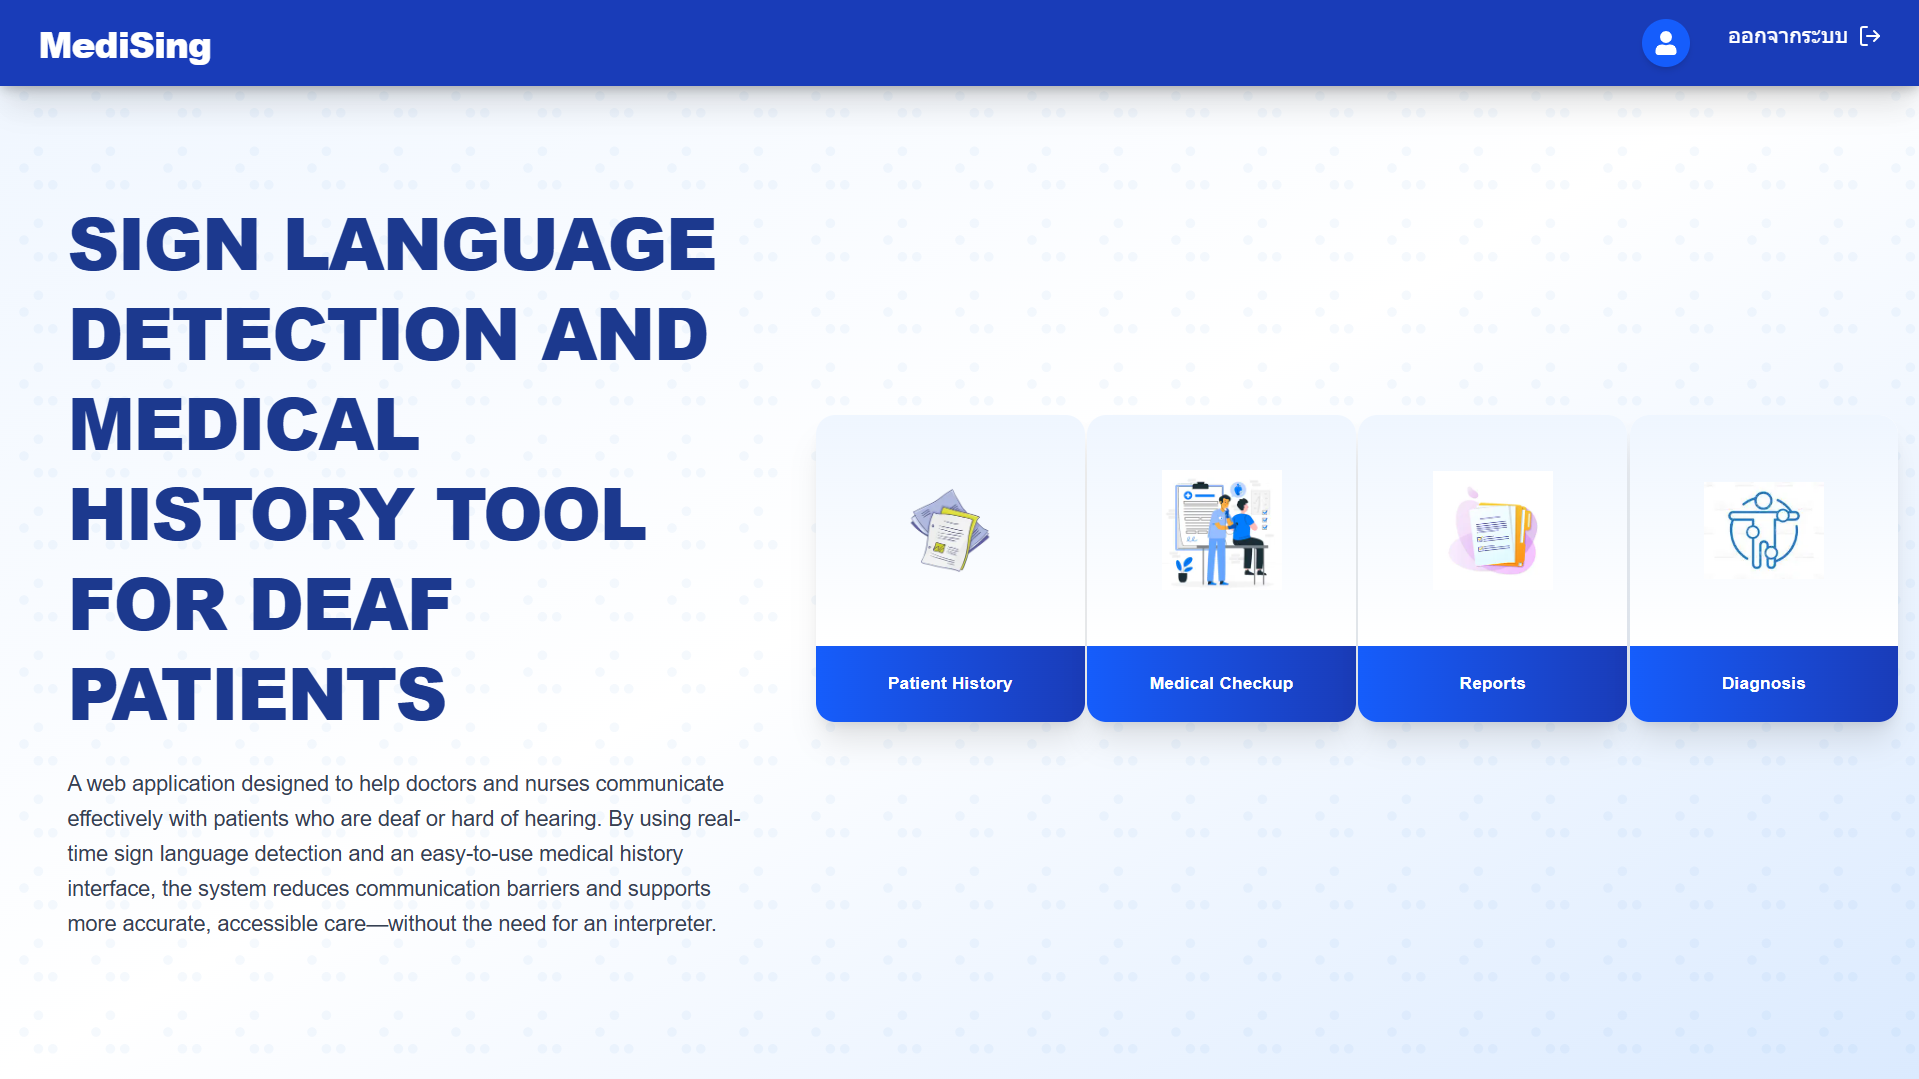 MediSing
ออกจากระบบ
SIGN LANGUAGE
DETECTION AND
MEDICAL
HISTORY TOOL
FOR DEAF
PATIENTS
A web application designed to help doctors and nurses communicate
effectively with patients who are deaf or hard of hearing. By using real-
time sign language detection and an easy-to-use medical history
interface, the system reduces communication barriers and supports
more accurate, accessible care—without the need for an interpreter.
Patient History
Medical Checkup
Reports
Diagnosis